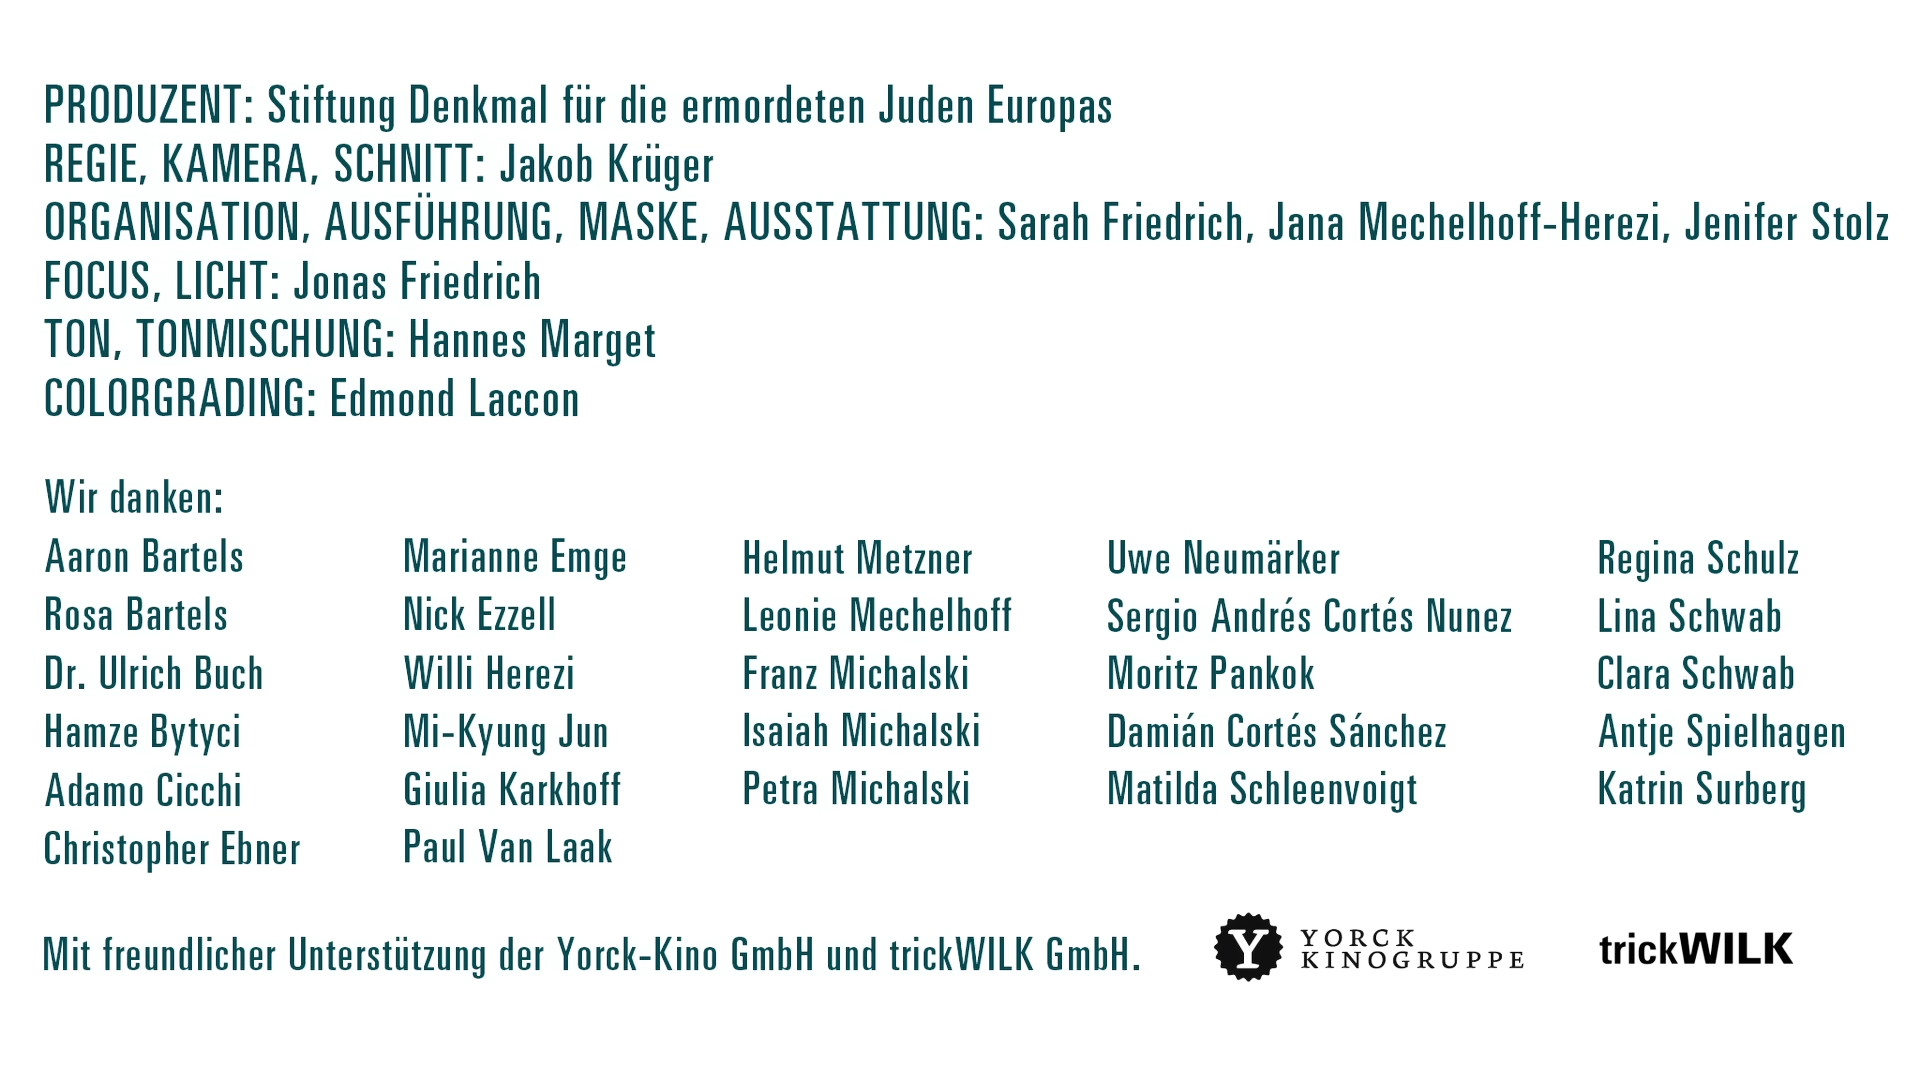 PRODUZENT: Stiftung Denkmal für die ermordeten Juden Europas
REGIE, KAMERA, SCHNITT: Jakob Krüger
ORGANISATION, AUSFÜHRUNG, MASKE, AUSSTATTUNG: Sarah Friedrich, Jana Mechelhoff-Herezi, Jenifer Stolz
FOCUS, LICHT: Jonas Friedrich
TON, TONMISCHUNG: Hannes Marget
COLORGRADING: Edmond Laccon
Wir danken:
Aaron Bartels
Rosa Bartels
Dr. Ulrich Buch
Hamze Bytyci
Adamo Cicchi
Christopher Ebner
Marianne Emge
Nick Ezzell
Willi Herezi
Mi-Kyung Jun
Giulia Karkhoff
Paul Van Laak
Helmut Metzner
Leonie Mechelhoff
Franz Michalski
Isaiah Michalski
Petra Michalski
Uwe Neumärker
Sergio Andrés Cortés Nunez
Moritz Pankok
Damián Cortés Sánchez
Matilda Schleenvoigt
Regina Schulz
Lina Schwab
Clara Schwab
Antje Spielhagen
Katrin Surberg
Mit freundlicher Unterstützung der Yorck-Kino GmbH und trickWILK GmbH.
Y
YORCK
KINOGRUPPE
trickWILK